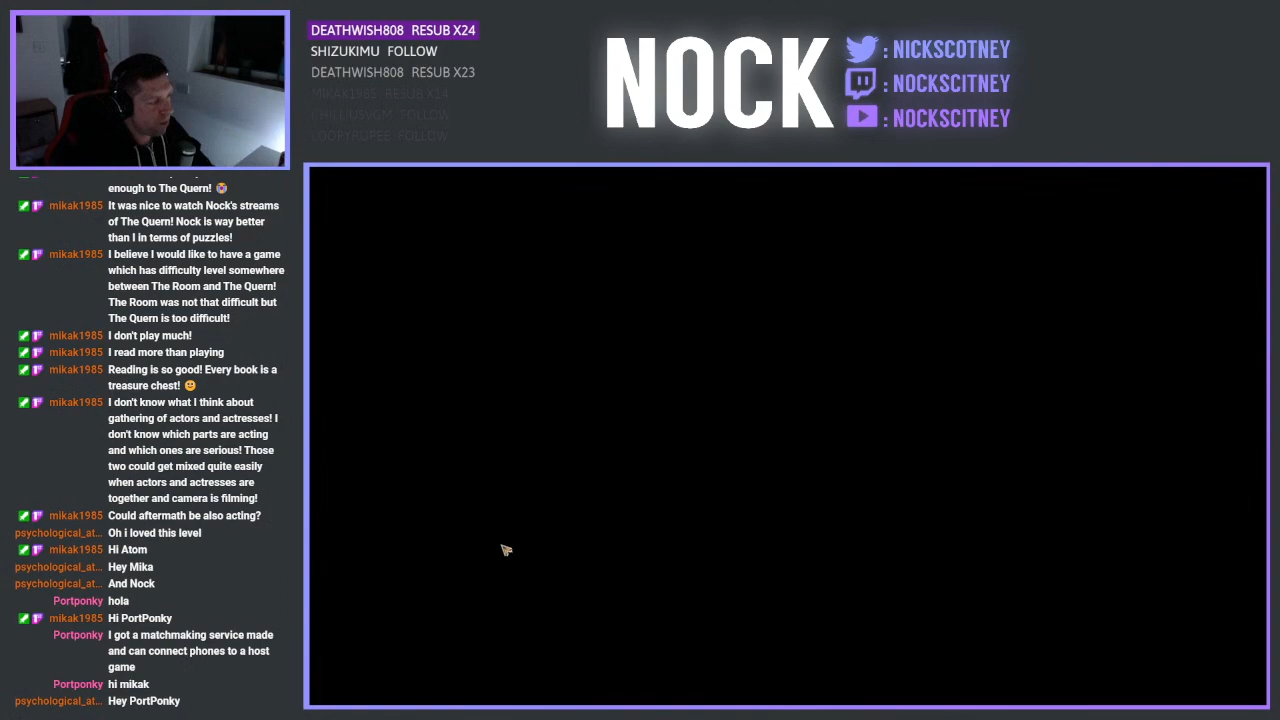 DEATHWISH808 RESUB X24
SHIZUKIMU FOLLOW
DEATHWISH808 RESUB X23
MIKAK1985 RESUB X14
CHILLIUSVGM FOLLOW
LOOPYRUPEE FOLLOW
NOCK
: NICKSCOTNEY
: NOCKSCITNEY
: NOCKSCITNEY
enough to The Quern!
mikak1985 It was nice to watch Nock's streams
of The Quern! Nock is way better
than I in terms of puzzles!
mikak1985 I believe I would like to have a game
which has difficulty level somewhere
between The Room and The Quern!
The Room was not that difficult but
The Quern is too difficult!
mikak1985 I don't play much!
mikak1985 I read more than playing
mikak1985 Reading is so good! Every book is a
treasure chest! 🙂
mikak1985 I don't know what I think about
gathering of actors and actresses! I
don't know which parts are acting
and which ones are serious! Those
two could get mixed quite easily
when actors and actresses are
together and camera is filming!
mikak1985 Could aftermath be also acting?
psychological_at... Oh i loved this level
mikak1985 Hi Atom
psychological_at... Hey Mika
psychological_at... And Nock
Portponky hola
mikak1985 Hi PortPonky
Portponky I got a matchmaking service made
and can connect phones to a host
game
Portponky hi mikak
psychological_at... Hey PortPonky